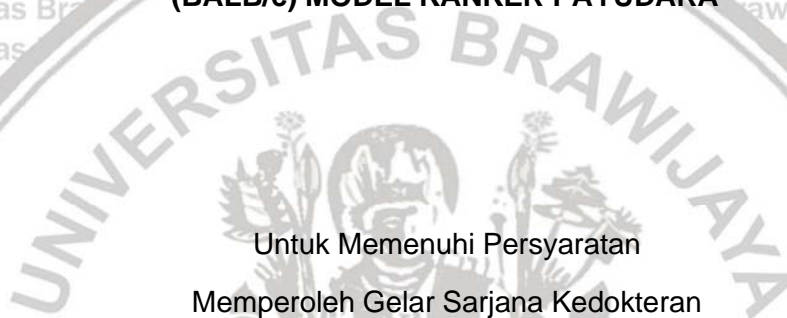 (BALB/c) MODEL KANKER PAYUDARA
UNIVERSITAS BRAWIJAYA
Untuk Memenuhi Persyaratan
Memperoleh Gelar Sarjana Kedokteran